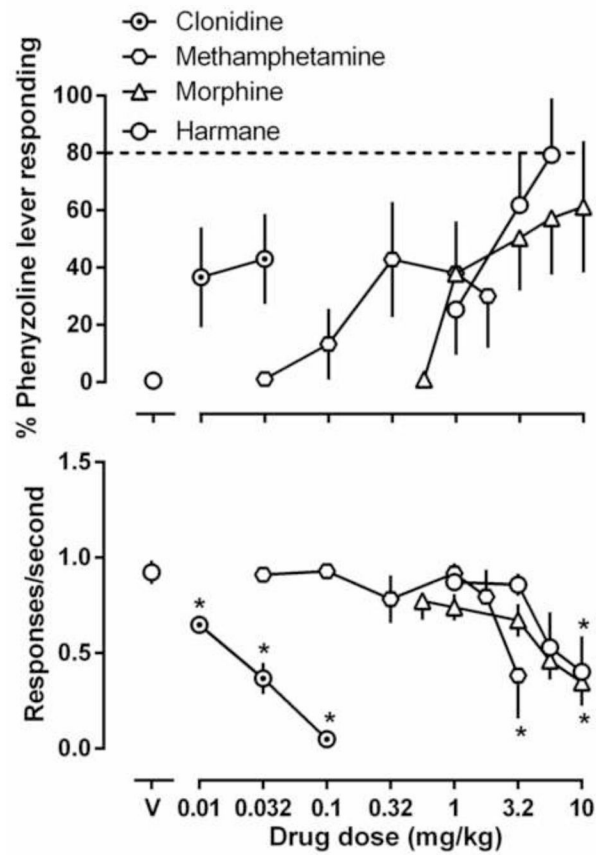 Clonidine
Methamphetamine
Morphine
Harmane
% Phenyzoline lever responding
100
80
60
40
20
0
Responses/second
1.5
1.0
0.5
0.0
*
*
*
*
*
*
V 0.01 0.032 0.1 0.32 1 3.2 10
Drug dose (mg/kg)